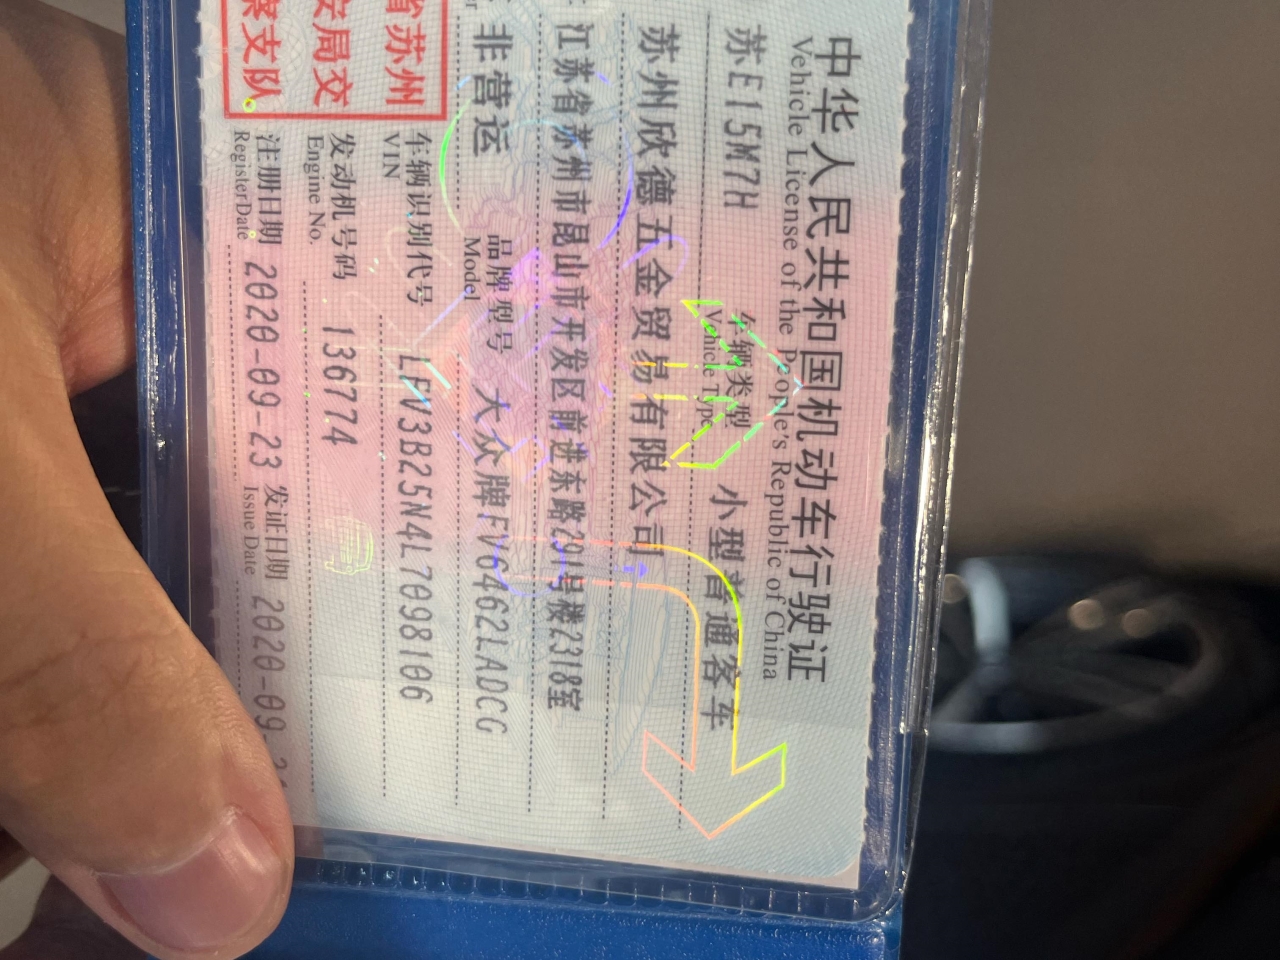 中华人民共和国机动车行驶证
Vehicle License of the People's Republic of China
苏E15M7H
车辆类型
Vehicle Type
小型普通客车
苏州欣德五金贸易有限公司
江苏省苏州市昆山市开发区前进东路291号楼2318室
非营运
品牌型号
Model
大众牌FV6462LADCG
省苏州
安局交
察支队
车辆识别代号
VIN
LFV3B25N4L7098106
发动机号码
Engine No.
136774
注册日期
Register Date
2020-09-23
发证日期
Issue Date
2020-09